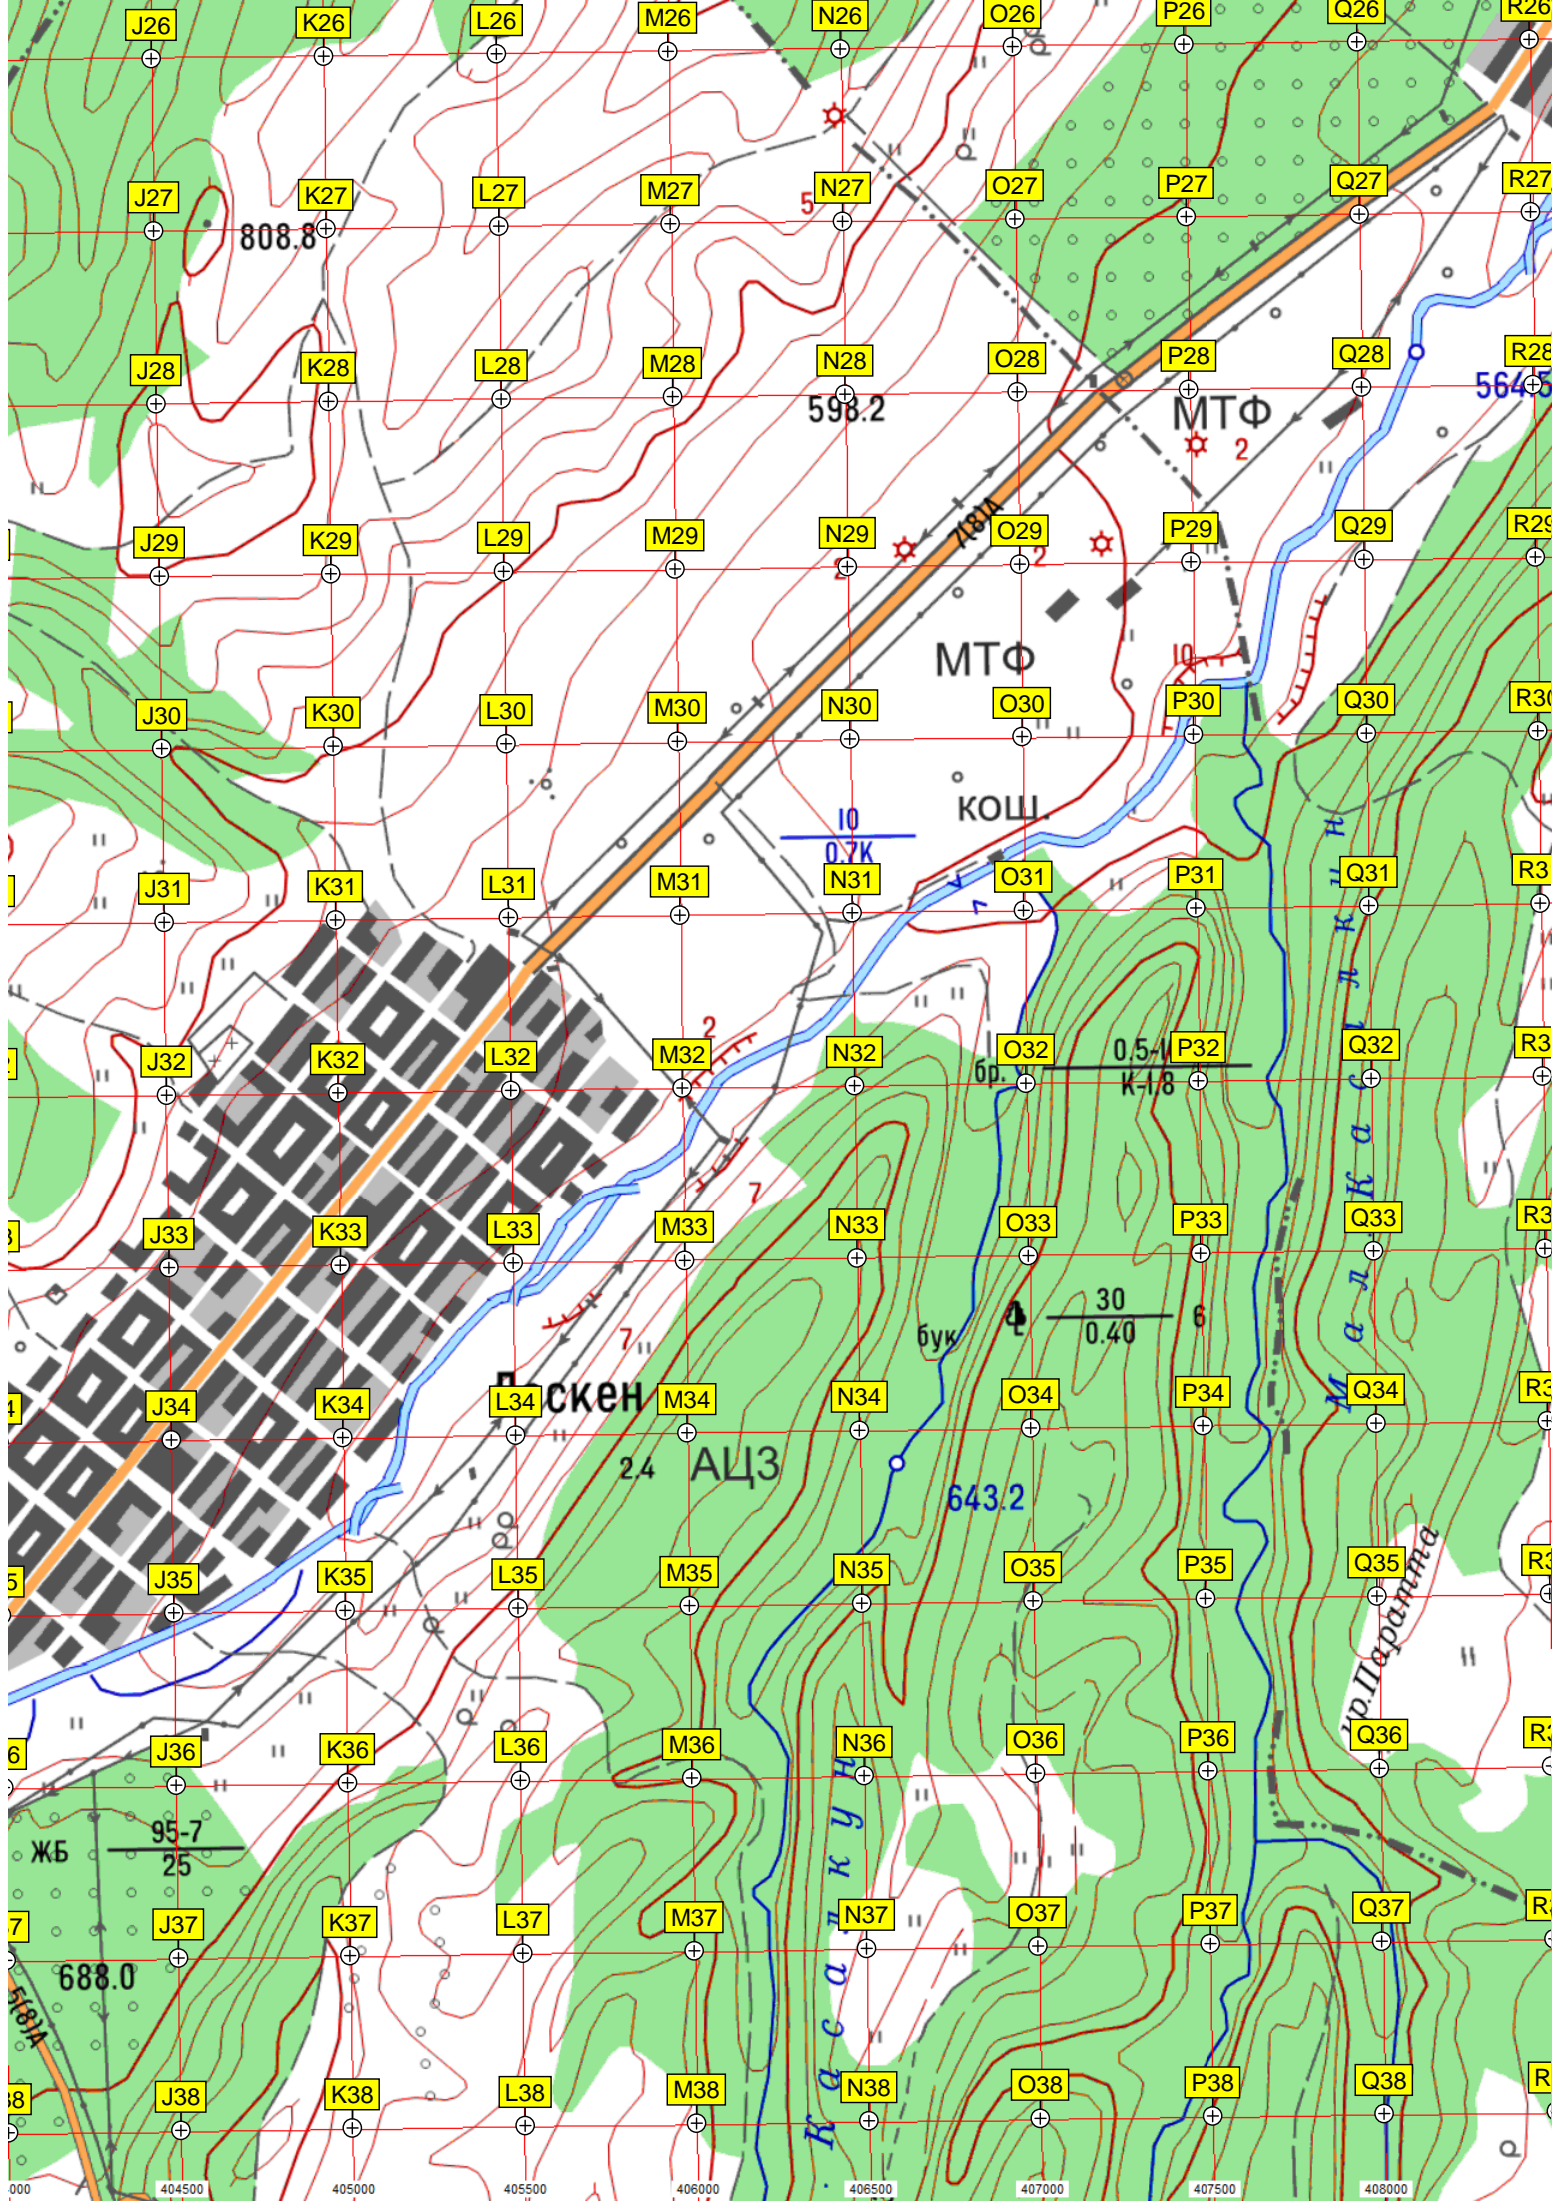 J26 K26 L26 M26 N26 O26 P26 Q26 R26
J27 K27 L27 M27 N27 O27 P27 Q27 R27
5
808.8
J28 K28 L28 M28 N28 O28 P28 Q28 R28
598.2
МТФ
2
J29 K29 L29 M29 N29 O29 P29 Q29 R29
7(8)А
2
2
МТФ
10
J30 K30 L30 M30 N30 O30 P30 Q30
кош.
10
0.7К
J31 K31 L31 M31 N31 O31 P31 Q31
2
J32 K32 L32 M32 N32 O32 P32 Q32
бр.
К-1.8
7
J33 K33 L33 M33 N33 O33 P33 Q33
30
0.40
6
бук
7
J34 K34 L34 M34 N34 O34 P34 Q34
2.4
АЦЗ
643.2
J35 K35 L35 M35 N35 O35 P35 Q35
ур.Паратта
J36 K36 L36 M36 N36 O36 P36 Q36
ЖБ
95-7
25
J37 K37 L37 M37 N37 O37 P37 Q37
688.0
5(8)А
J38 K38 L38 M38 N38 O38 P38 Q38
404500 405000 405500 406000 406500 407000 407500 408000